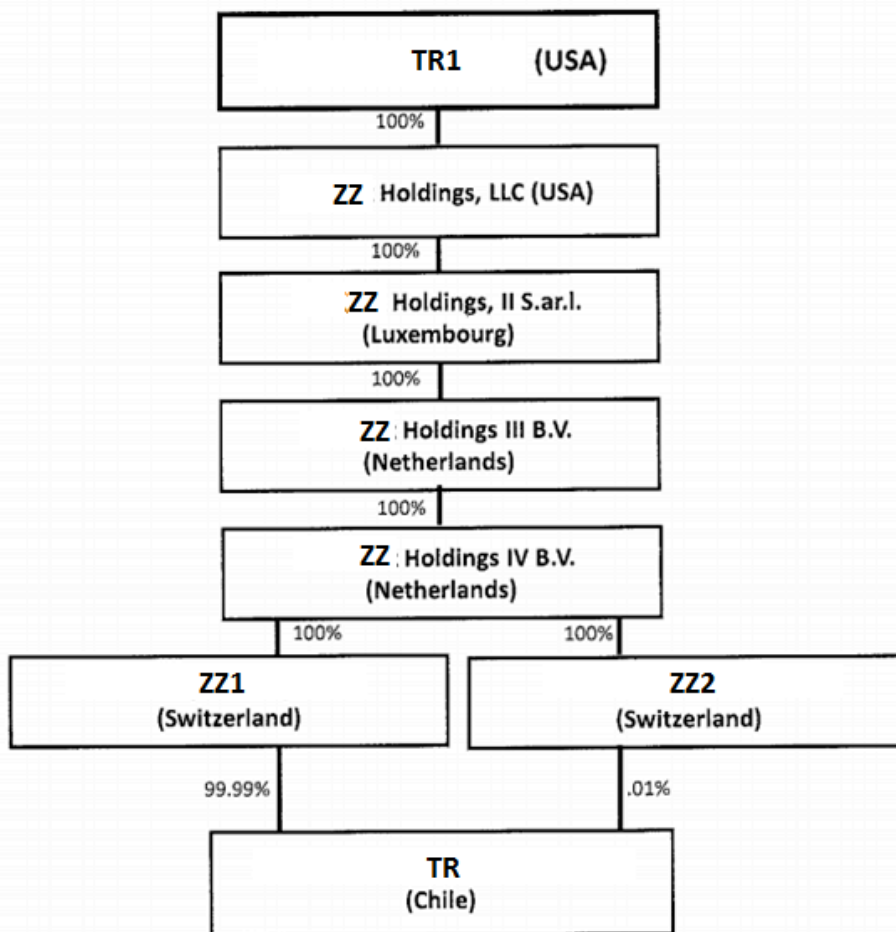 TR1 (USA)
100%
ZZ Holdings, LLC (USA)
100%
ZZ Holdings, II S.ar.l.
(Luxembourg)
100%
ZZ Holdings III B.V.
(Netherlands)
100%
ZZ Holdings IV B.V.
(Netherlands)
100% 100%
ZZ1 ZZ2
(Switzerland) (Switzerland)
99.99% .01%
TR
(Chile)